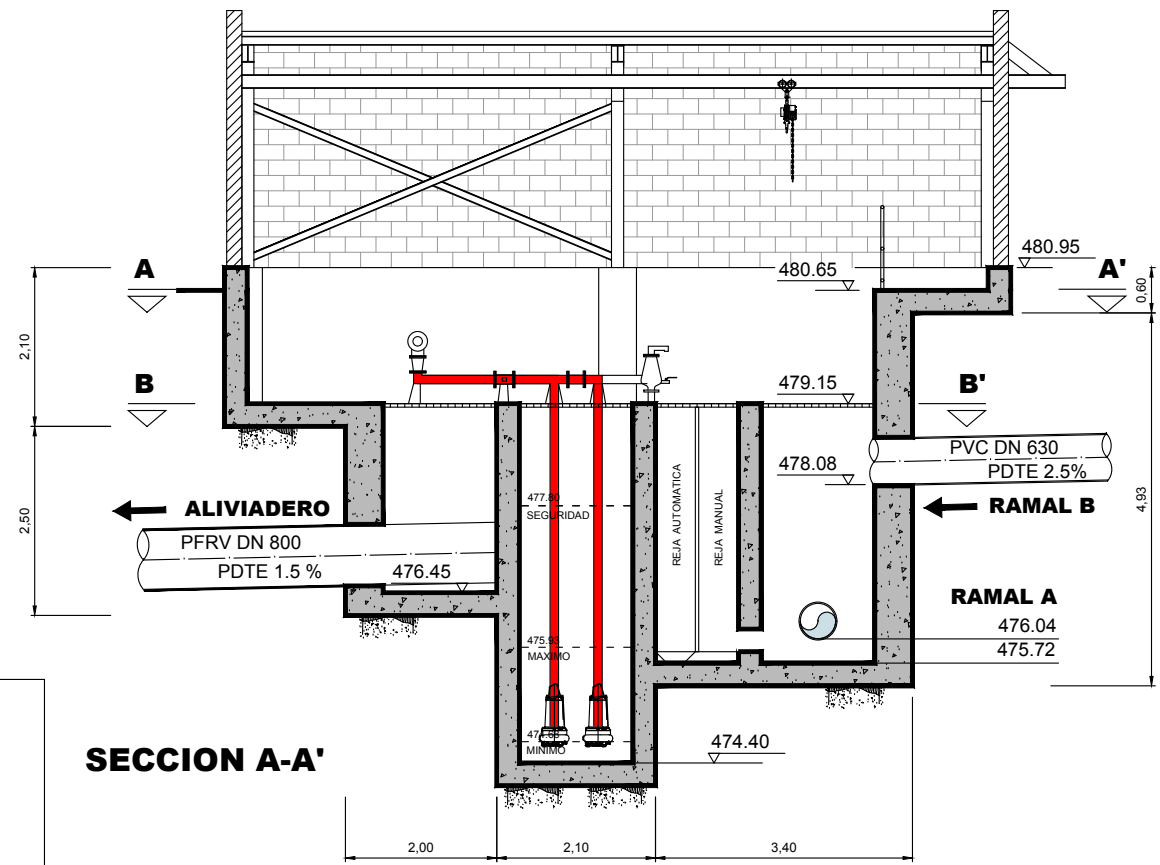 480.95
A
480.65
A'
0,60
2,10
B
479.15
B'
PVC DN 630
PDTE 2.5%
478.08
REJA AUTOMATICA
REJA MANUAL
477.80
SEGURIDAD
ALIVIADERO
RAMAL B
4,93
2,50
PFRV DN 800
PDTE 1.5 %
476.45
RAMAL A
476.04
475.72
475.93
MAXIMO
MINIMO
474.40
SECCION A-A'
2,00
2,10
3,40